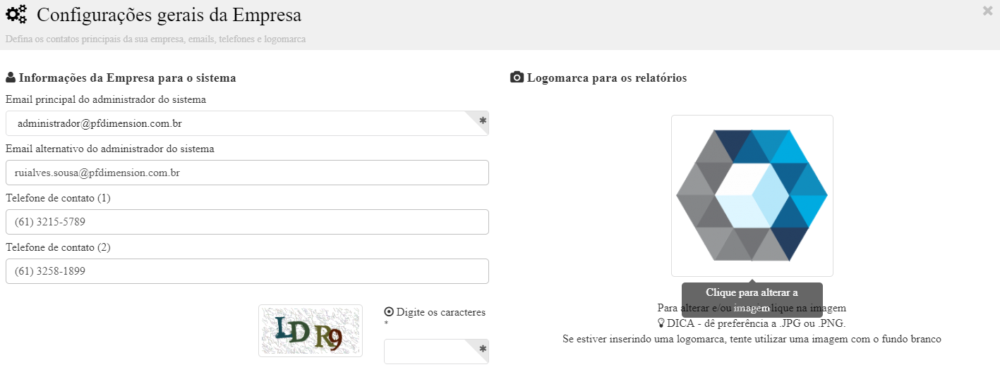 Configurações gerais da Empresa
Defina os contatos principais da sua empresa, emails, telefones e logomarca
Informações da Empresa para o sistema
Email principal do administrador do sistema
administrador@pfdimension.com.br
Email alternativo do administrador do sistema
ruialves.sousa@pfdimension.com.br
Telefone de contato (1)
(61) 3215-5789
Telefone de contato (2)
(61) 3258-1899
LDR9
Digite os caracteres
*
Logomarca para os relatórios
Clique para alterar a
imagem
Para alterar e/ou clique na imagem
DICA - dê preferência a .JPG ou .PNG.
Se estiver inserindo uma logomarca, tente utilizar uma imagem com o fundo branco